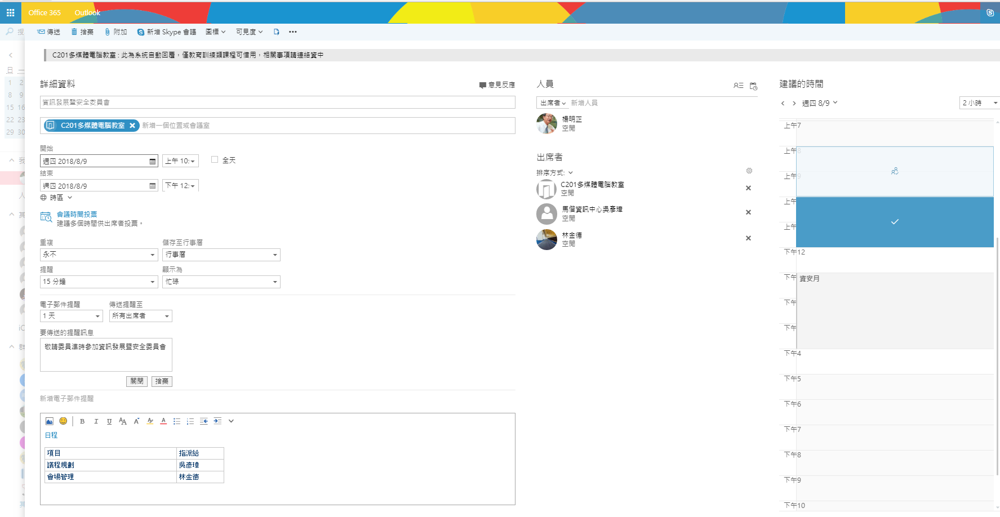 Office 365 Outlook
搜
傳送 捨棄 附加 新增 Skype 會議 圖標 可見度 •••
C201多媒體電腦教室 : 此為系統自動回覆，僅教育訓練類課程可借用，相關事項請連絡資中
日 一
1 2
8 9
15 16
22 23
29 30
我
人
其
iC
群
其
詳細資料
意見反應
資訊發展暨安全委員會
C201多媒體電腦教室 新增一個位置或會議室
開始
週四 2018/8/9 上午 10: 全天
結束
週四 2018/8/9 下午 12:
時區
會議時間投票
建議多個時間供出席者投票。
重複 儲存至行事曆
永不 行事曆
提醒 顯示為
15 分鐘 忙碌
電子郵件提醒 傳送提醒至
1 天 所有出席者
要傳送的提醒訊息
敬請委員準時參加資訊發展暨安全委員會
關閉 捨棄
新增電子郵件提醒
B I U
日程
項目 指派給
議程規劃 吳彥璋
會場管理 林金德
人員
出席者 新增人員
楊明正
空閒
出席者
排序方式:
C201多媒體電腦教室
空閒
馬偕資訊中心吳彥璋
空閒
林金德
空閒
建議的時間
週四 8/9 2 小時
上午7
上午8
上午9
上午
上午
下午12
下午 資安月
下午
下午
下午4
下午5
下午6
下午7
下午8
下午9
下午10